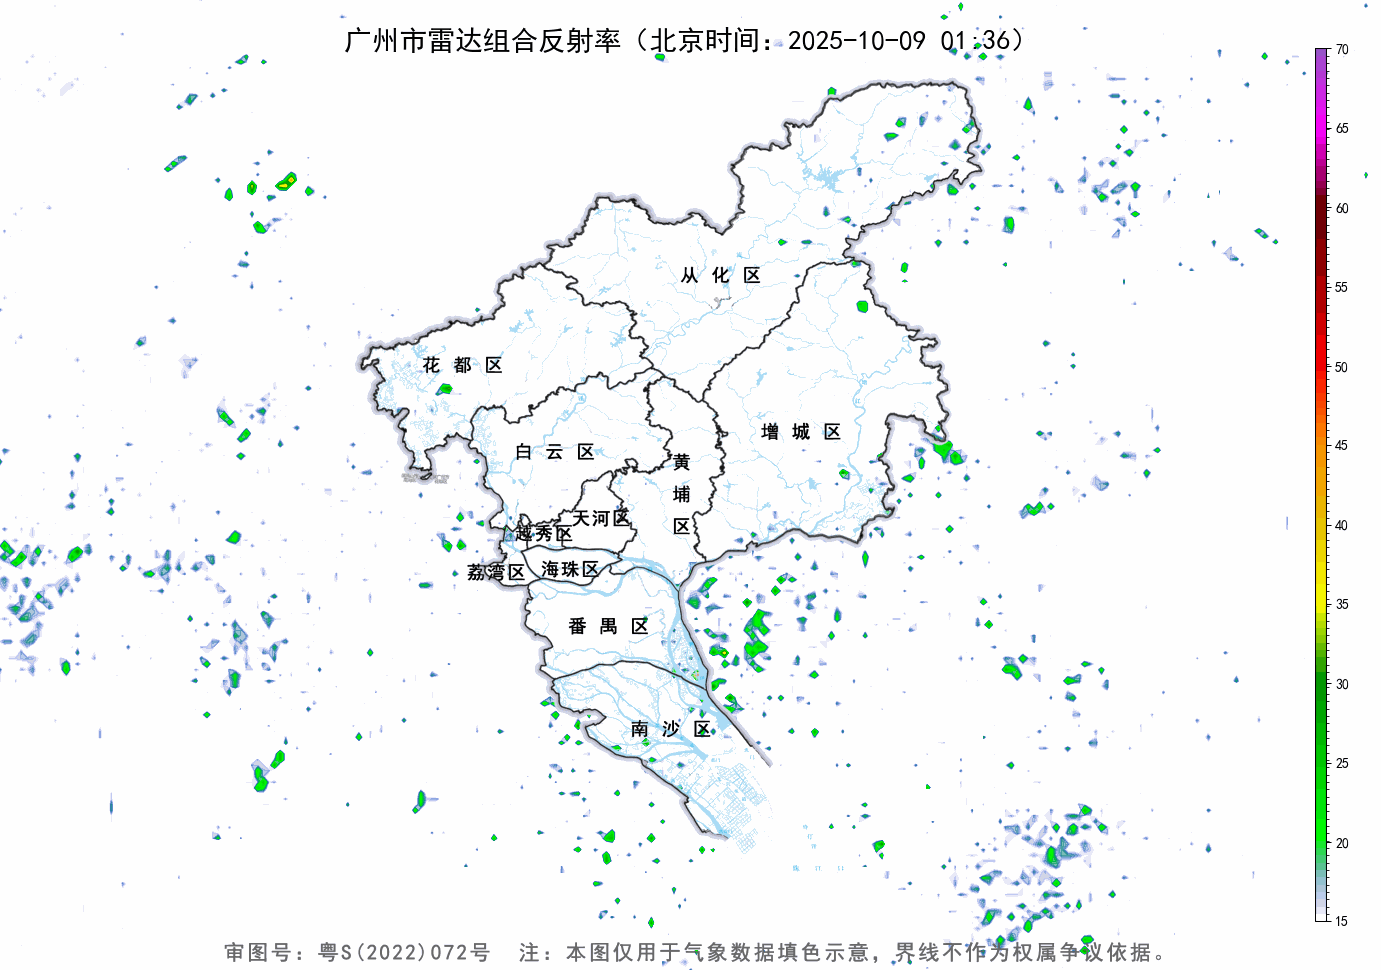 广州市雷达组合反射率（北京时间：2025-10-09 01:36）
70
65
60
55
50
45
40
35
30
25
20
15
从化区
花都区
增城区
白云区
黄埔区
天河区
越秀区
荔湾区
海珠区
番禺区
南沙区
审图号：粤S(2022)072号 注：本图仅用于气象数据填色示意，界线不作为权属争议依据。